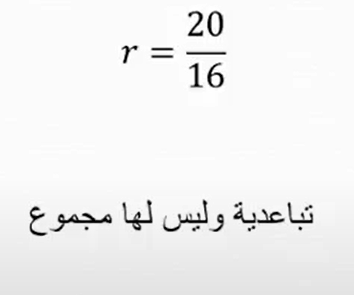 r = 20/16
تباعدية وليس لها مجموع